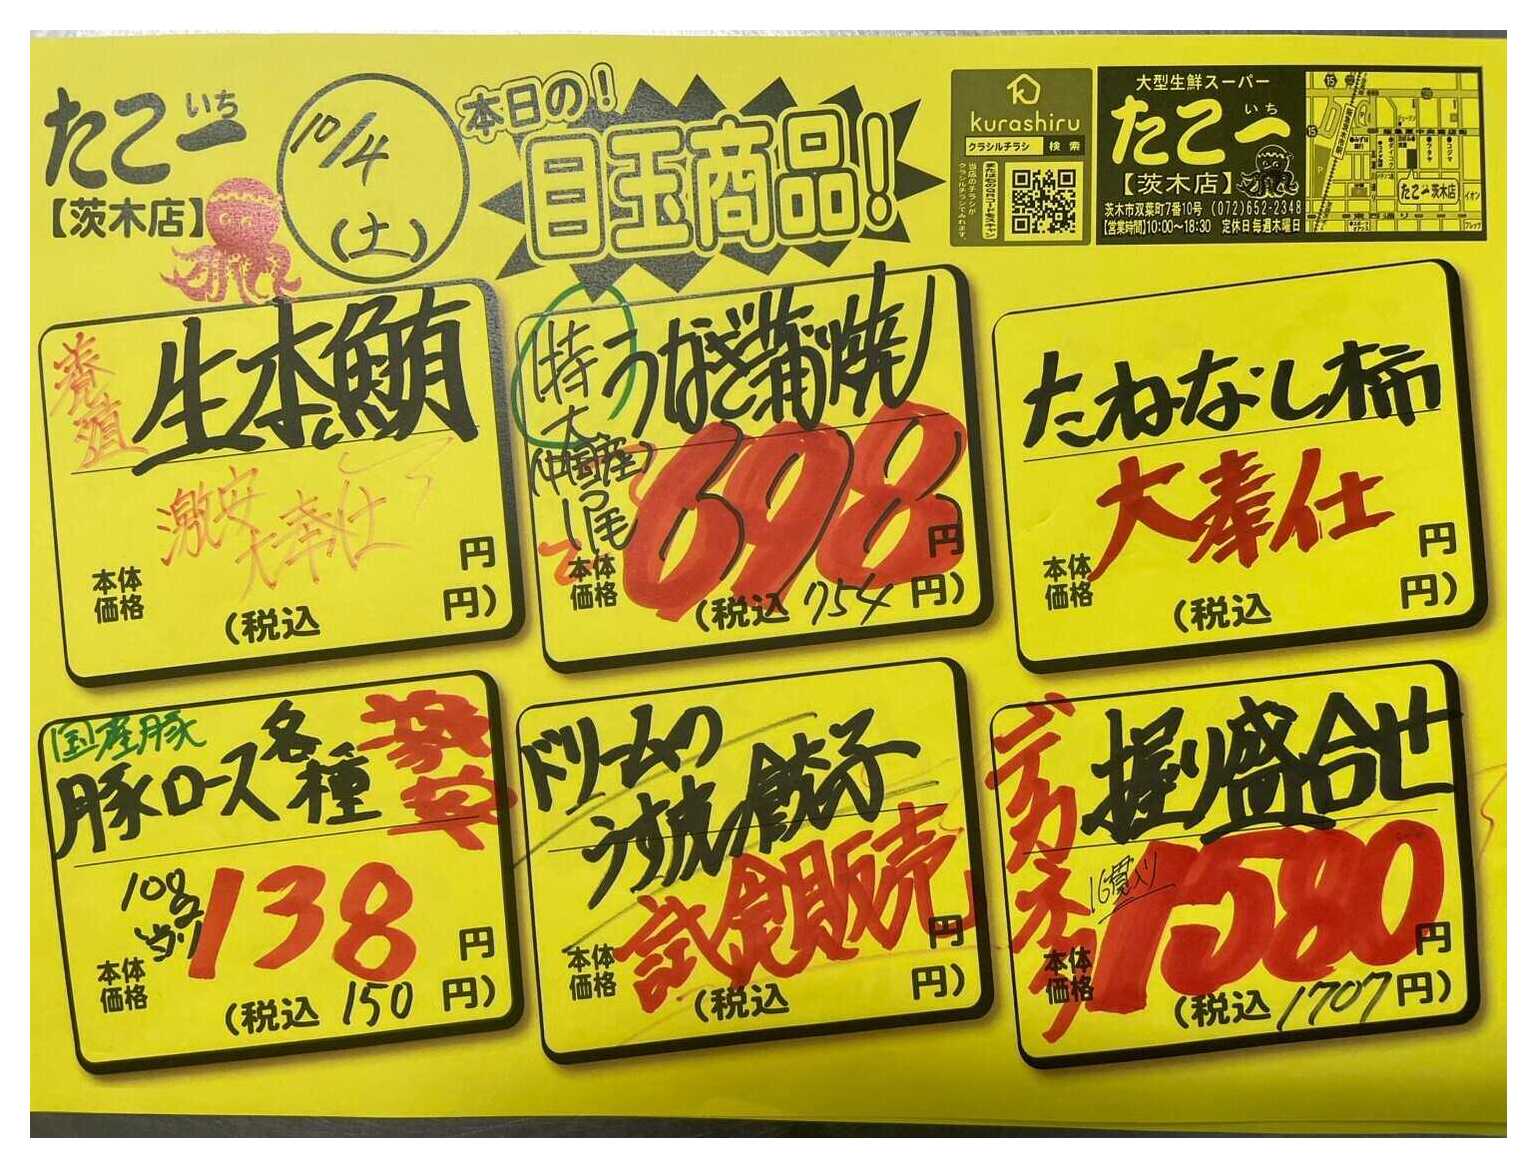 たこ一
いち
【茨木店】
10/4
(土)
本日の!
目玉商品!
kurashiru
クラシルチラシ 検索
大型生鮮スーパー
たこ一
いち
【茨木店】
茨木市双葉町7番10号 (072)652-2348
【営業時間】10:00〜18:30 定休日毎週木曜日
たこ一茨木店
イオン
養殖
生本鮪
激安
大奉仕
本体価格
円
(税込 円)
特大
うなぎ蒲焼
(中国産)
1尾
698
本体価格
円
(税込 754 円)
たねなし柿
大奉仕
本体価格
円
(税込 円)
国産豚
豚ロース各種
激安
100g当り
138
本体価格
円
(税込 150 円)
ドリームの
うす皮餃子
試食販売
本体価格
円
(税込 円)
デカネタ
握り盛合せ
16貫入り
1580
本体価格
円
(税込 1707 円)